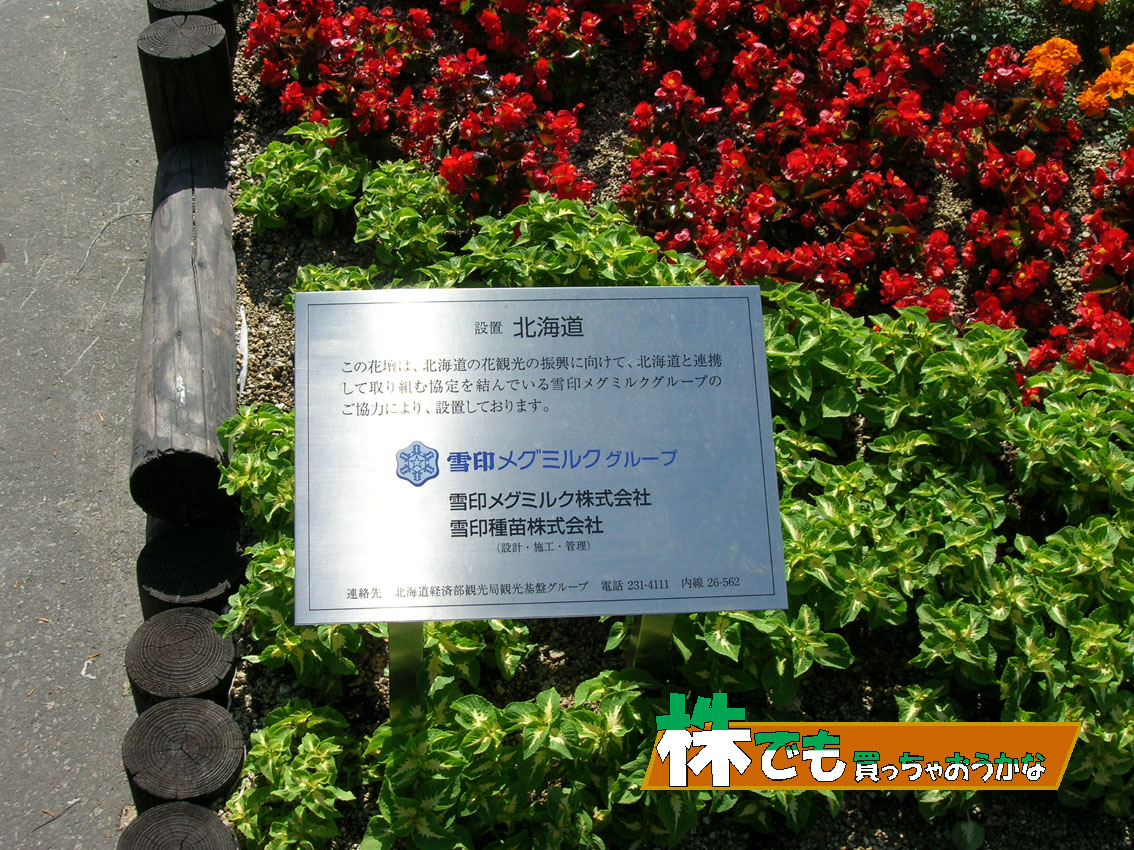 設置 北海道
この花壇は、北海道の花観光の振興に向けて、北海道と連携
して取り組む協定を結んでいる雪印メグミルクグループの
ご協力により、設置しております。
雪印メグミルクグループ
雪印メグミルク株式会社
雪印種苗株式会社
(設計・施工・管理)
連絡先 北海道経済部観光局観光基盤グループ 電話 231-4111 内線 26-562
株でも買っちゃおうかな